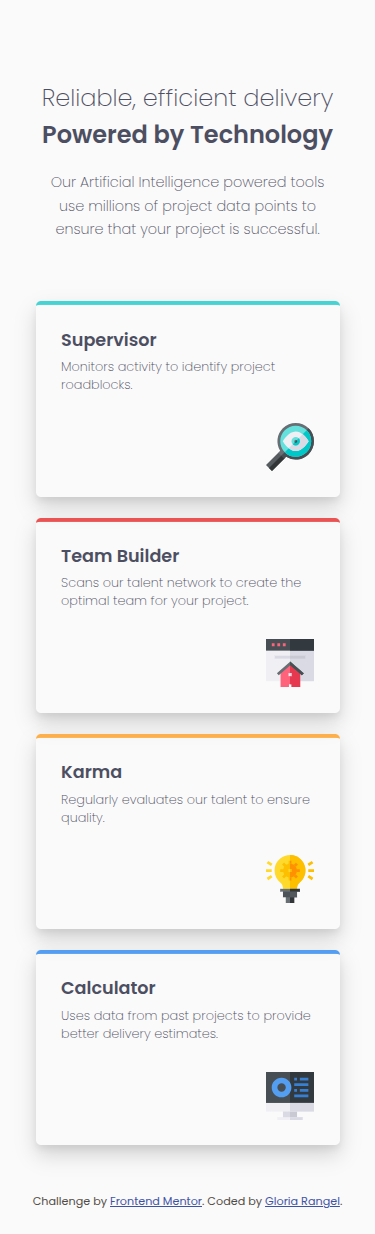 Reliable, efficient delivery
Powered by Technology
Our Artificial Intelligence powered tools
use millions of project data points to
ensure that your project is successful.
Supervisor
Monitors activity to identify project
roadblocks.
Team Builder
Scans our talent network to create the
optimal team for your project.
Karma
Regularly evaluates our talent to ensure
quality.
Calculator
Uses data from past projects to provide
better delivery estimates.
Challenge by Frontend Mentor. Coded by Gloria Rangel.